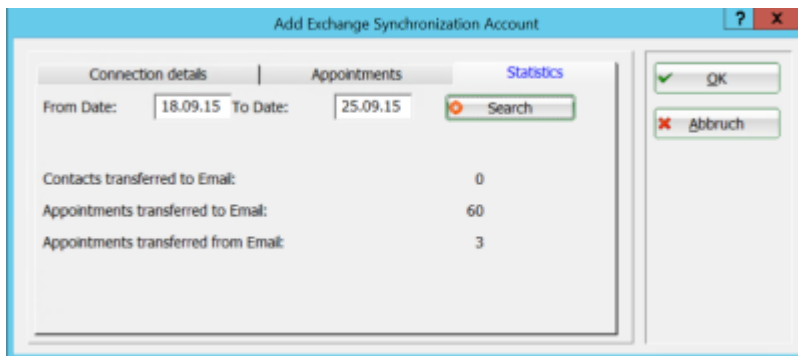 Add Exchange Synchronization Account
? x
Connection details | Appointments Statistics
From Date: 18.09.15 To Date: 25.09.15 Search
OK
Abbruch
Contacts transferred to Email: 0
Appointments transferred to Email: 60
Appointments transferred from Email: 3